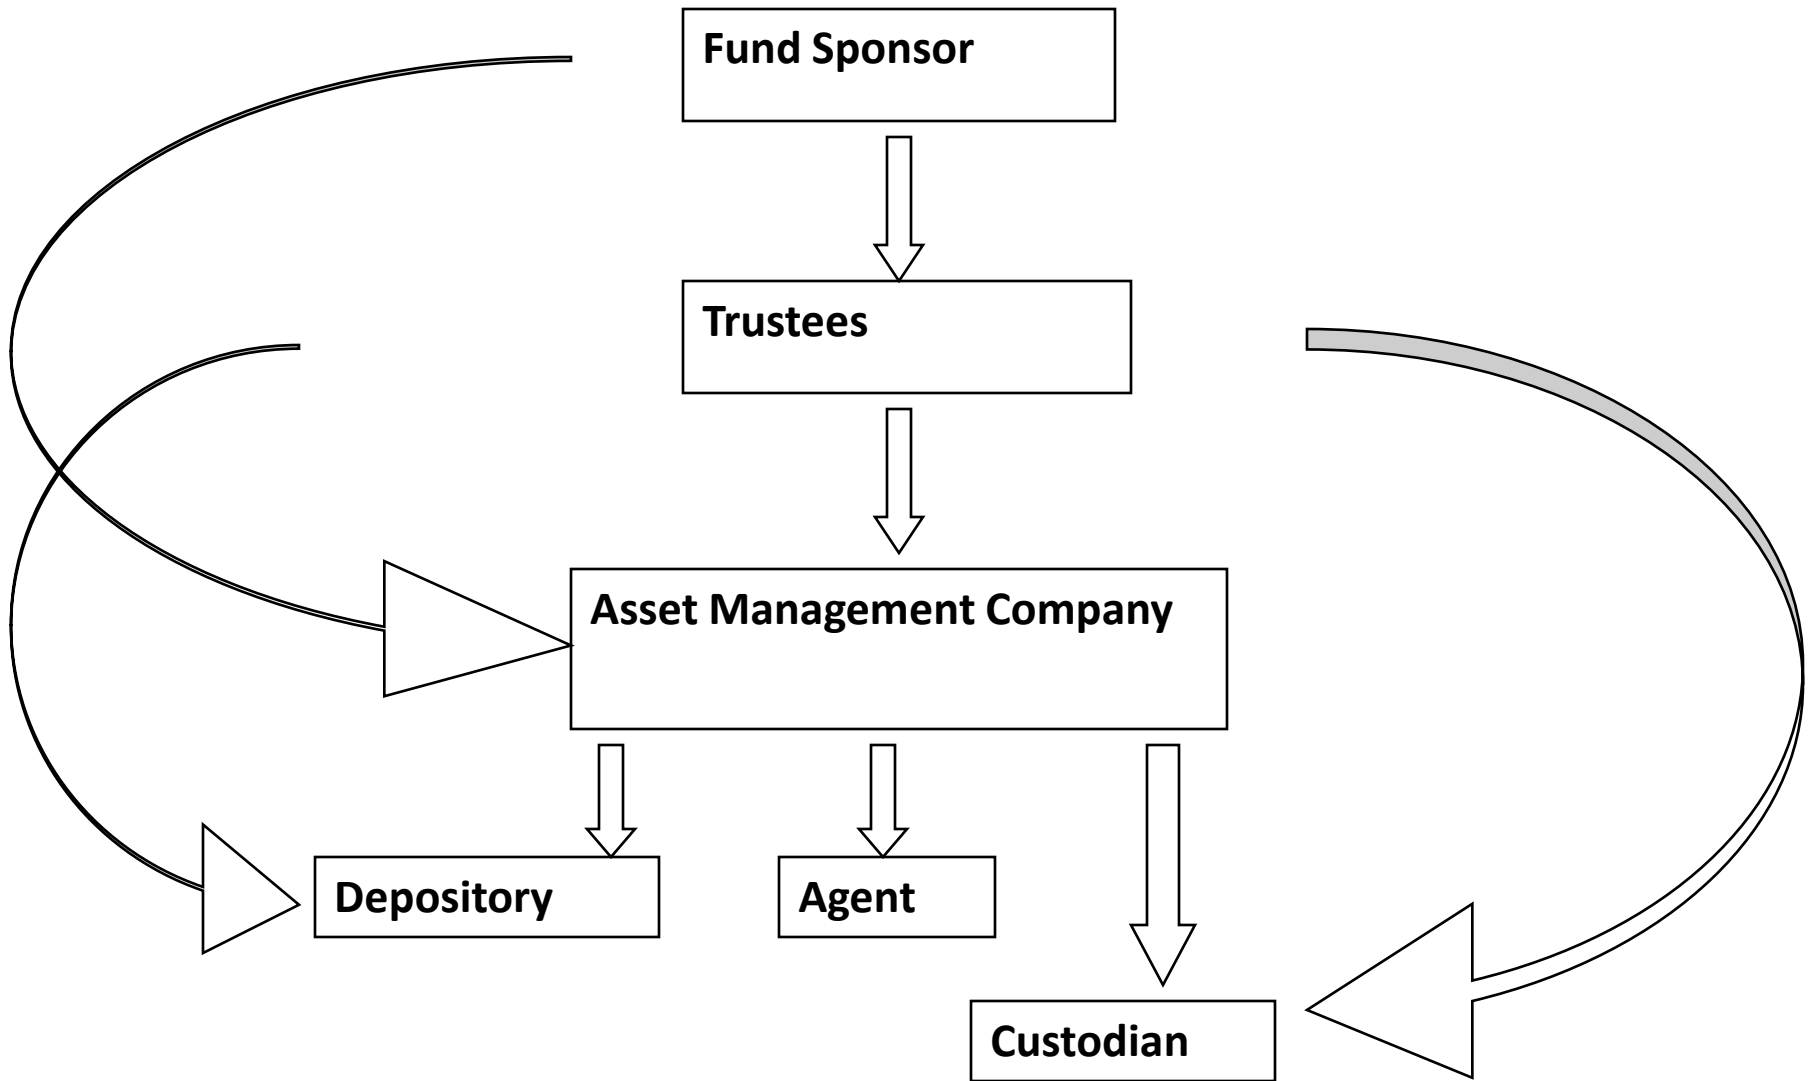 Fund Sponsor
Trustees
Asset Management Company
Depository
Agent
Custodian